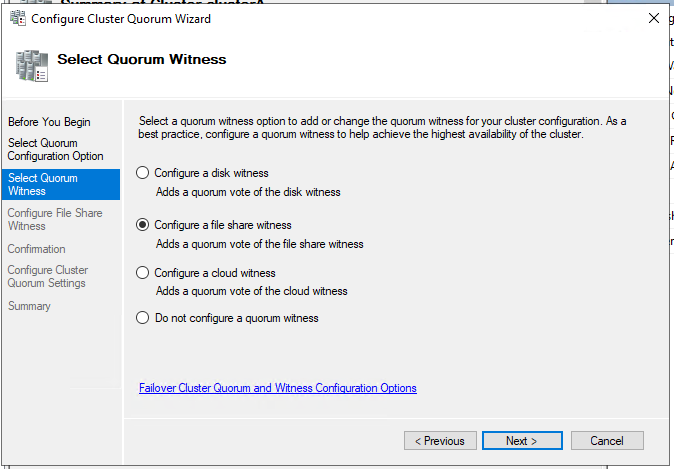 Summary of Cluster clusterA
Configure Cluster Quorum Wizard
Select Quorum Witness
Before You Begin
Select Quorum
Configuration Option
Select Quorum
Witness
Configure File Share
Witness
Confirmation
Configure Cluster
Quorum Settings
Summary
Select a quorum witness option to add or change the quorum witness for your cluster configuration. As a
best practice, configure a quorum witness to help achieve the highest availability of the cluster.
Configure a disk witness
Adds a quorum vote of the disk witness
Configure a file share witness
Adds a quorum vote of the file share witness
Configure a cloud witness
Adds a quorum vote of the cloud witness
Do not configure a quorum witness
Failover Cluster Quorum and Witness Configuration Options
< Previous
Next >
Cancel